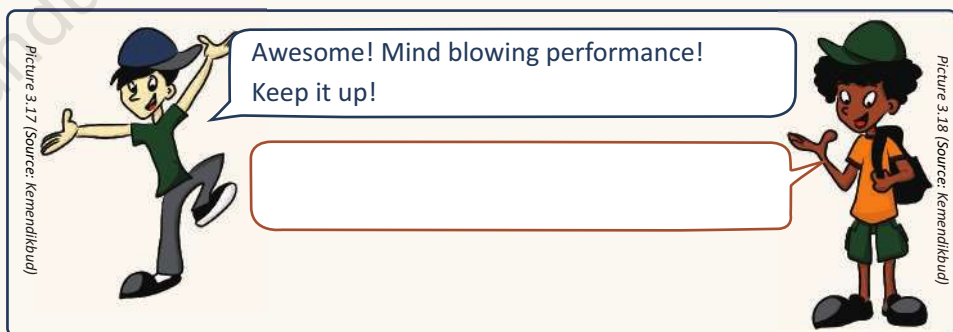 Awesome! Mind blowing performance!
Keep it up!
Picture 3.17 (Source: Kemendikbud)
Picture 3.18 (Source: Kemendikbud)